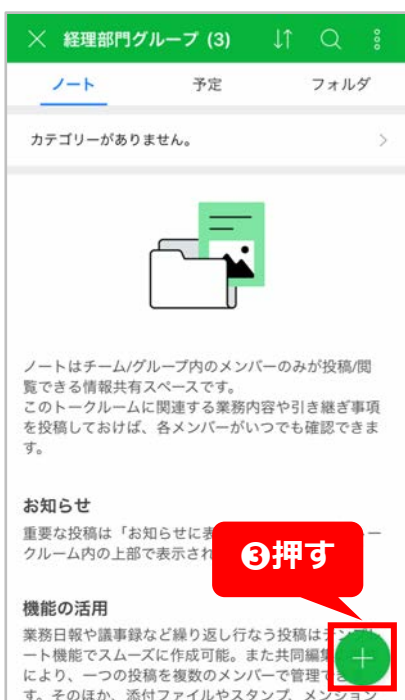 経理部門グループ (3)
ノート 予定 フォルダ
カテゴリーがありません。
ノートはチーム/グループ内のメンバーのみが投稿/閲
覧できる情報共有スペースです。
このトークルームに関連する業務内容や引き継ぎ事項
を投稿しておけば、各メンバーがいつでも確認できま
す。
お知らせ
重要な投稿は「お知らせに表
クルーム内の上部で表示され
❸押す
機能の活用
業務日報や議事録など繰り返し行なう投稿はテンプレ
ート機能でスムーズに作成可能。また共同編集
により、一つの投稿を複数のメンバーで管理でき
す。そのほか、添付ファイルやスタンプ、メンション